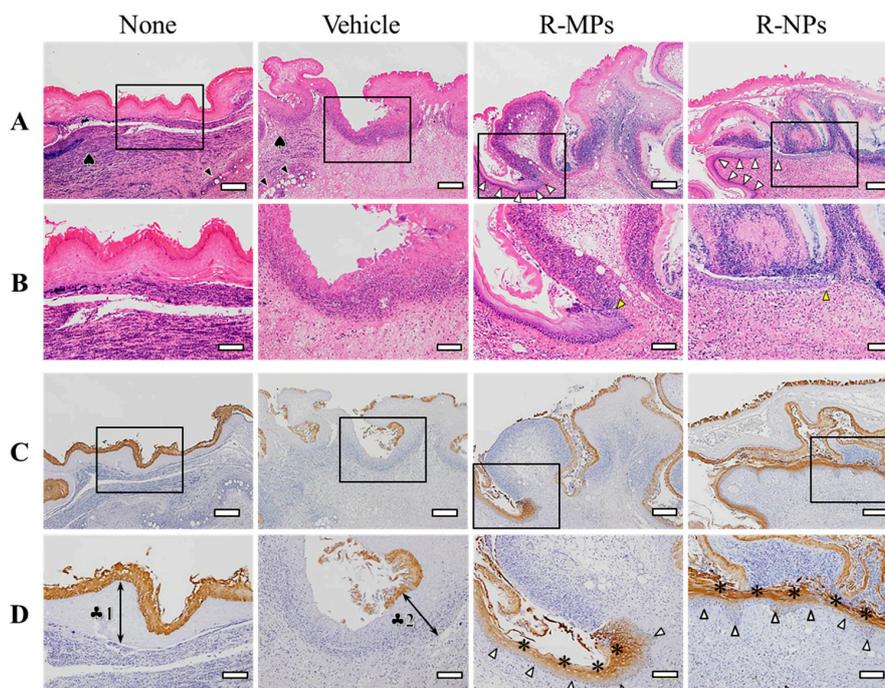 None Vehicle R-MPs R-NPs
A
B
C
D
♣1
♣2
* * * *
* * * * *